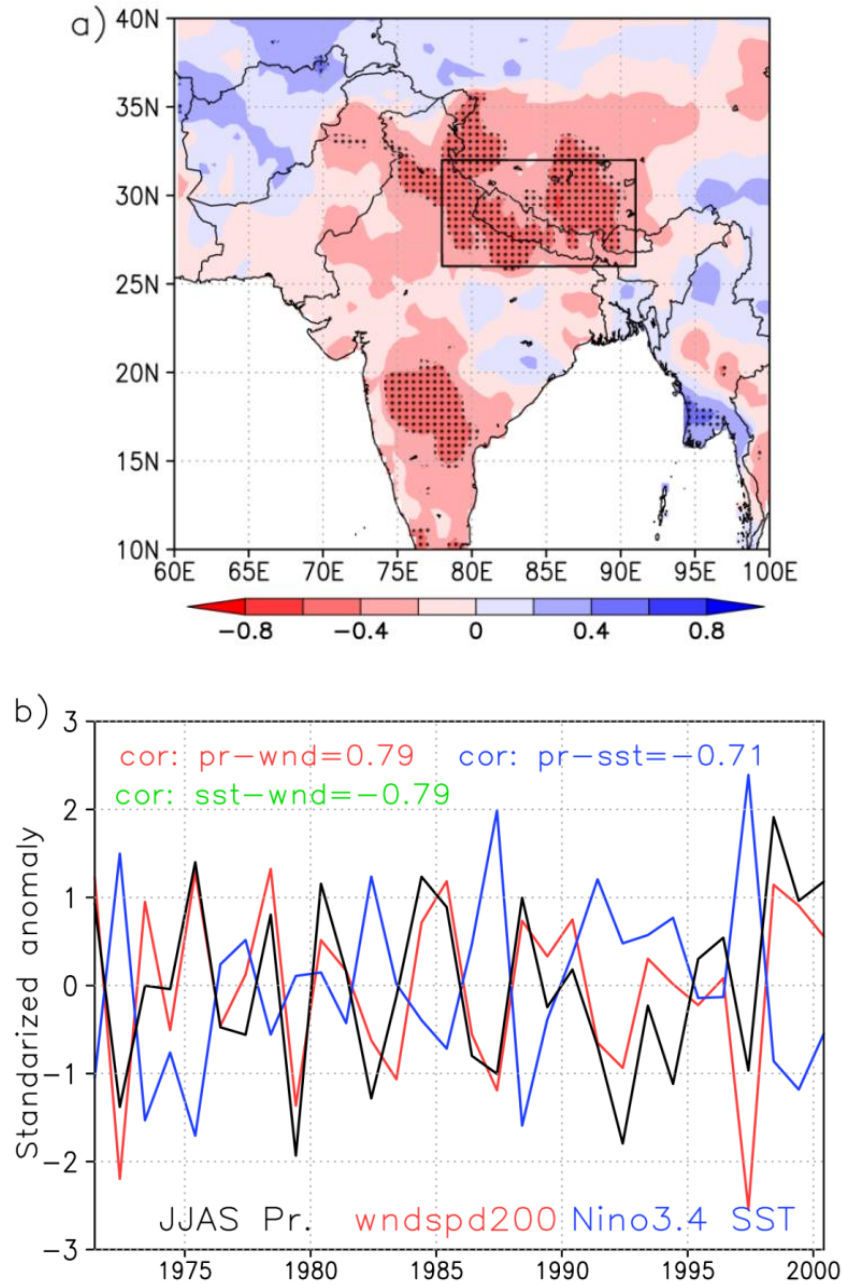 a)
40N
35N
30N
25N
20N
15N
10N
60E 65E 70E 75E 80E 85E 90E 95E 100E
−0.8 −0.4 0 0.4 0.8
b)
3
cor: pr−wnd=0.79 cor: pr−sst=−0.71
cor: sst−wnd=−0.79
2
1
0
−1
−2
−3
Standarized anomaly
JJAS Pr. wndspd200 Nino3.4 SST
1975 1980 1985 1990 1995 2000